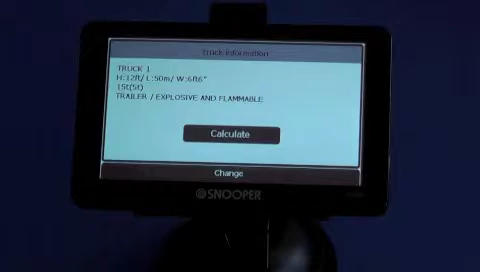 Truck Information
TRUCK 1
H:12ft/ L:50m/ W:6ft6"
15t(5t)
TRAILER / EXPLOSIVE AND FLAMMABLE
Calculate
Change
SNOOPER